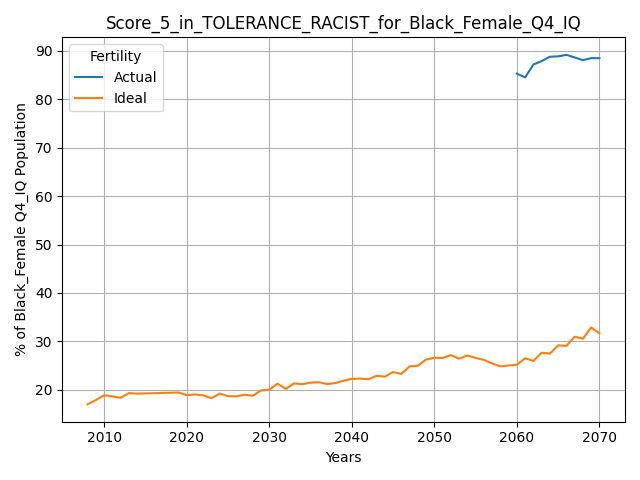 Score_5_in_TOLERANCE_RACIST_for_Black_Female_Q4_IQ
% of Black_Female Q4_IQ Population
90
80
70
60
50
40
30
20
Fertility
Actual
Ideal
2010 2020 2030 2040 2050 2060 2070
Years